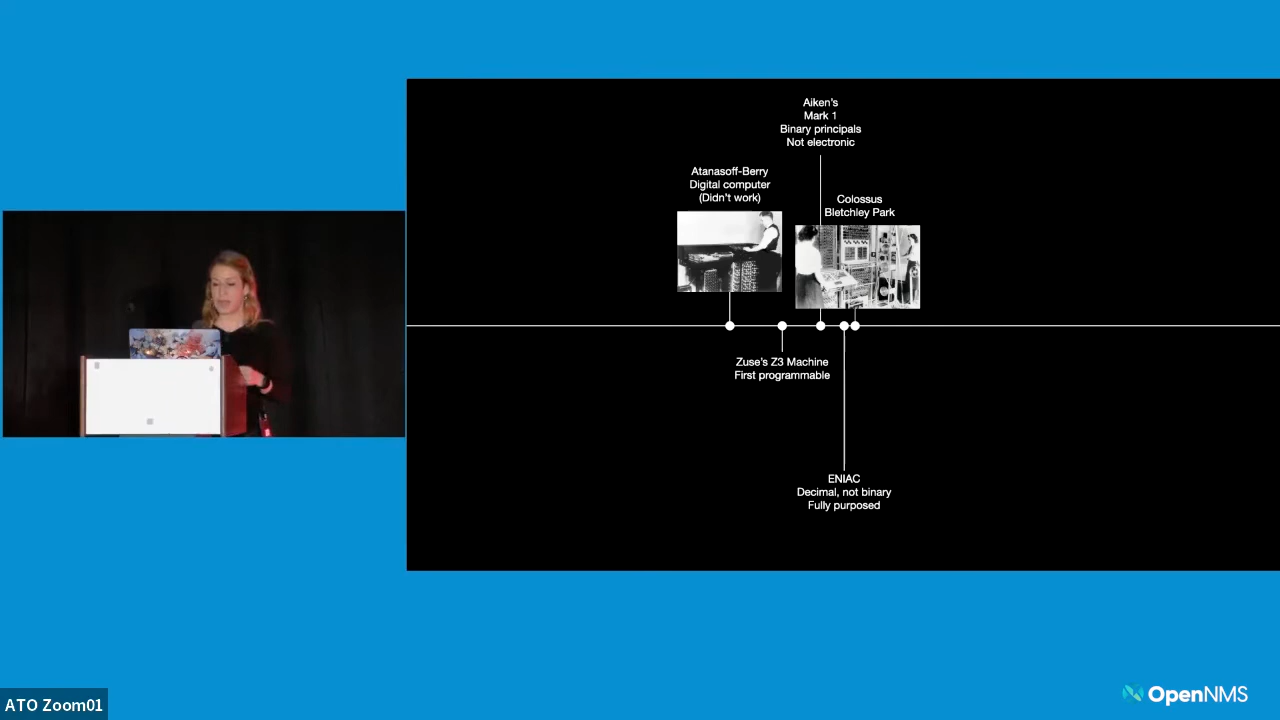 Aiken's
Mark 1
Binary principals
Not electronic
Atanasoff-Berry
Digital computer
(Didn't work)
Colossus
Bletchley Park
Zuse's Z3 Machine
First programmable
ENIAC
Decimal, not binary
Fully purposed
ATO Zoom01
OpenNMS